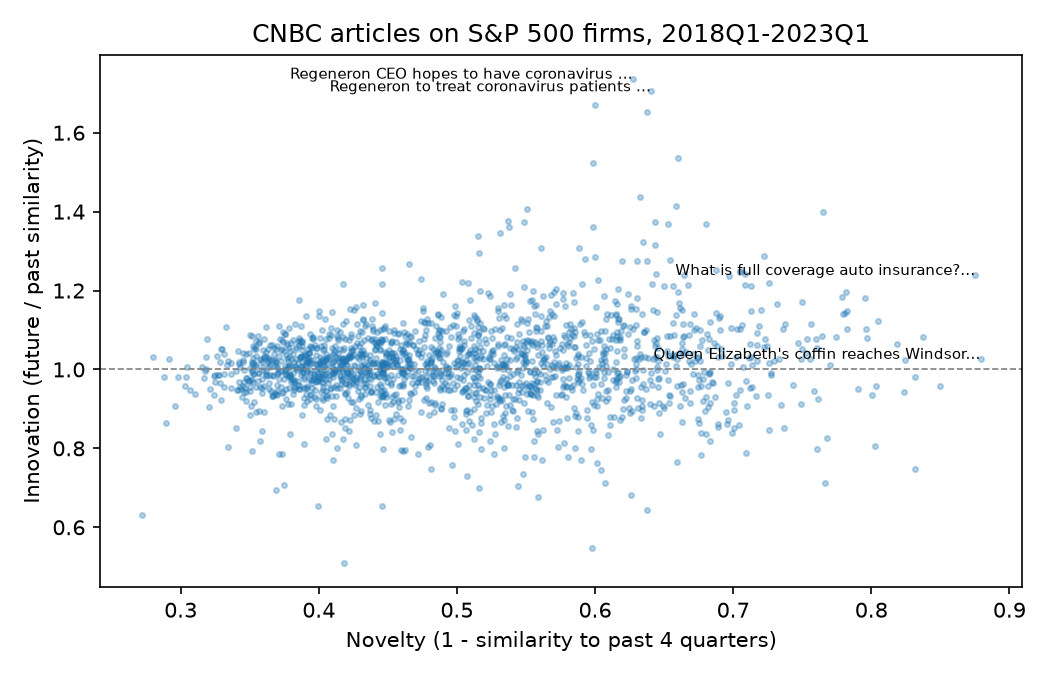 CNBC articles on S&P 500 firms, 2018Q1-2023Q1
Regeneron CEO hopes to have coronavirus ...
Regeneron to treat coronavirus patients ...
What is full coverage auto insurance?...
Queen Elizabeth's coffin reaches Windsor...
Innovation (future / past similarity)
1.6
1.4
1.2
1.0
0.8
0.6
0.3 0.4 0.5 0.6 0.7 0.8 0.9
Novelty (1 - similarity to past 4 quarters)